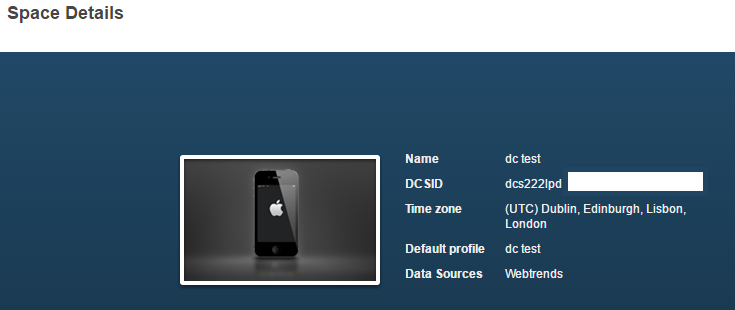 Space Details
Name dc test
DCSID dcs222lpd
Time zone (UTC) Dublin, Edinburgh, Lisbon,
London
Default profile dc test
Data Sources Webtrends